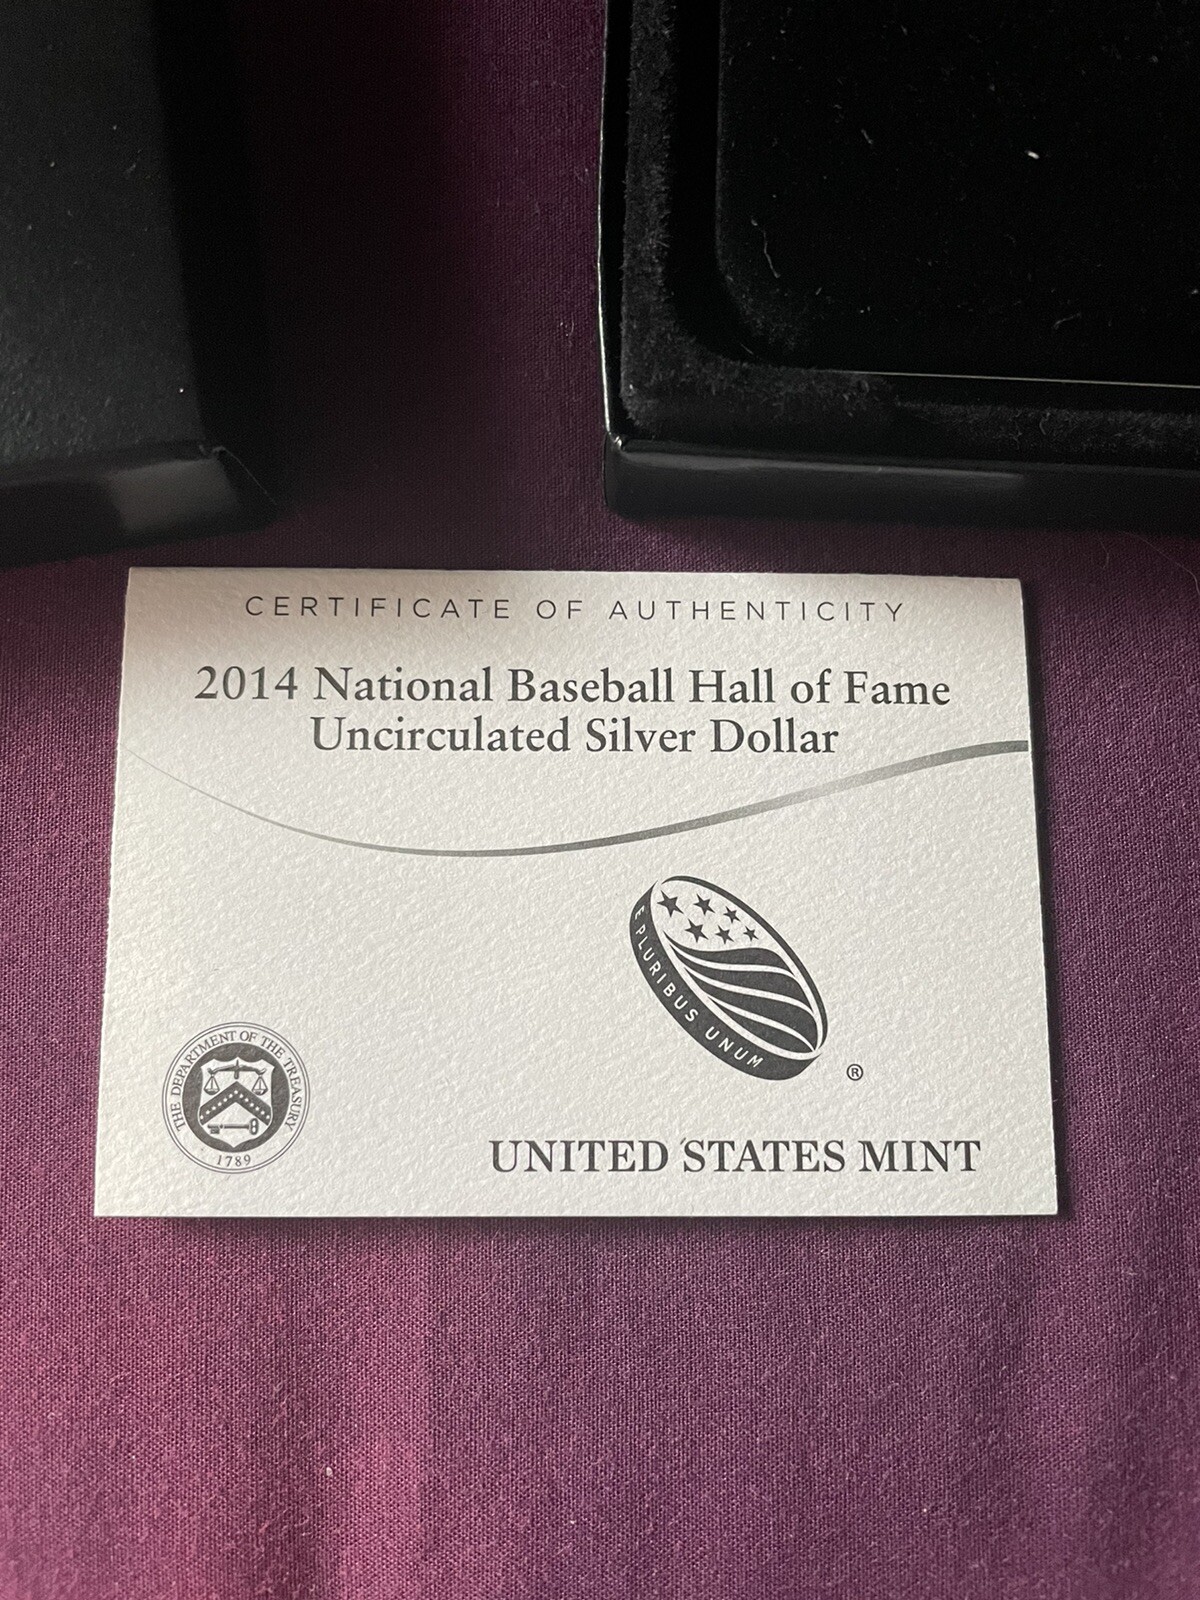 CERTIFICATE OF AUTHENTICITY
2014 National Baseball Hall of Fame
Uncirculated Silver Dollar
E PLURIBUS UNUM
®
THE DEPARTMENT OF THE TREASURY
1789
UNITED STATES MINT